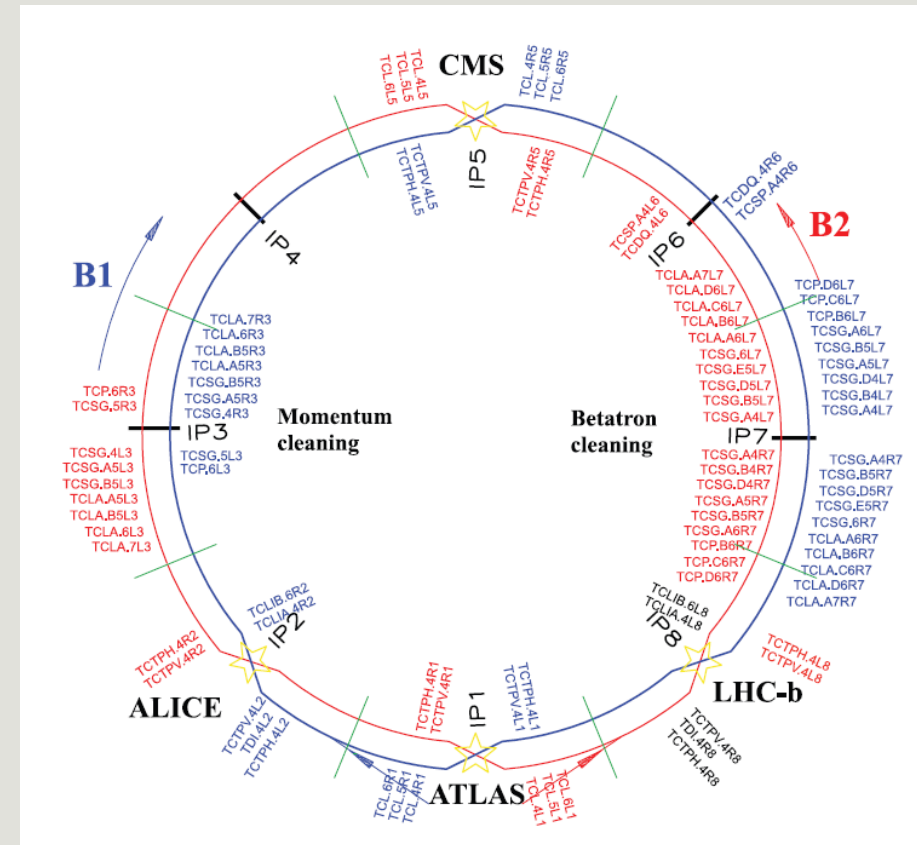 CMS
TCL.4L5
TCL.5L5
TCL.6L5
TCL.4R5
TCL.5R5
TCL.6R5
IP5
TCTPV.4L5
TCTPH.4L5
TCTPV.4R5
TCTPH.4R5
TCDQ.4R6
TCSP.A4R6
TCSP.A4L6
TCDQ.4L6
IP6
IP4
B1
B2
TCLA.A7L7
TCLA.D6L7
TCLA.C6L7
TCLA.B6L7
TCLA.A6L7
TCSG.6L7
TCSG.E5L7
TCSG.D5L7
TCSG.B5L7
TCSG.A4L7
TCP.D6L7
TCP.C6L7
TCP.B6L7
TCSG.A6L7
TCSG.B5L7
TCSG.A5L7
TCSG.D4L7
TCSG.B4L7
TCSG.A4L7
TCLA.7R3
TCLA.6R3
TCLA.B5R3
TCLA.A5R3
TCSG.B5R3
TCSG.A5R3
TCSG.4R3
TCP.6R3
TCSG.5R3
IP3
Momentum
cleaning
Betatron
cleaning
IP7
TCSG.5L3
TCP.6L3
TCSG.4L3
TCSG.A5L3
TCSG.B5L3
TCLA.A5L3
TCLA.B5L3
TCLA.6L3
TCLA.7L3
TCSG.A4R7
TCSG.B4R7
TCSG.D4R7
TCSG.A5R7
TCSG.B5R7
TCSG.A6R7
TCP.B6R7
TCP.C6R7
TCP.D6R7
TCSG.A4R7
TCSG.B5R7
TCSG.D5R7
TCSG.E5R7
TCSG.6R7
TCLA.A6R7
TCLA.B6R7
TCLA.C6R7
TCLA.D6R7
TCLA.A7R7
TCLIB.6R2
TCLIA.4R2
IP2
TCLIB.6L8
TCLIA.4L8
IP8
TCTPH.4R2
TCTPV.4R2
TCTPH.4L8
TCTPV.4L8
ALICE
LHC-b
TCTPV.4L2
TDI.4L2
TCTPH.4L2
TCTPH.4R1
TCTPV.4R1
IP1
TCTPH.4L1
TCTPV.4L1
TCTPV.4R8
TDI.4R8
TCTPH.4R8
TCL.6R1
TCL.5R1
TCL.4R1
ATLAS
TCL.6L1
TCL.5L1
TCL.4L1